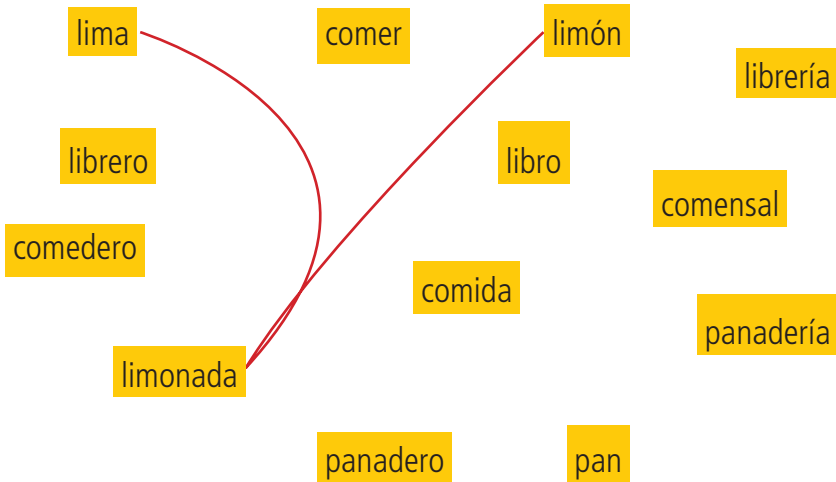 lima
comer
limón
librería
librero
libro
comensal
comedero
comida
panadería
limonada
panadero
pan